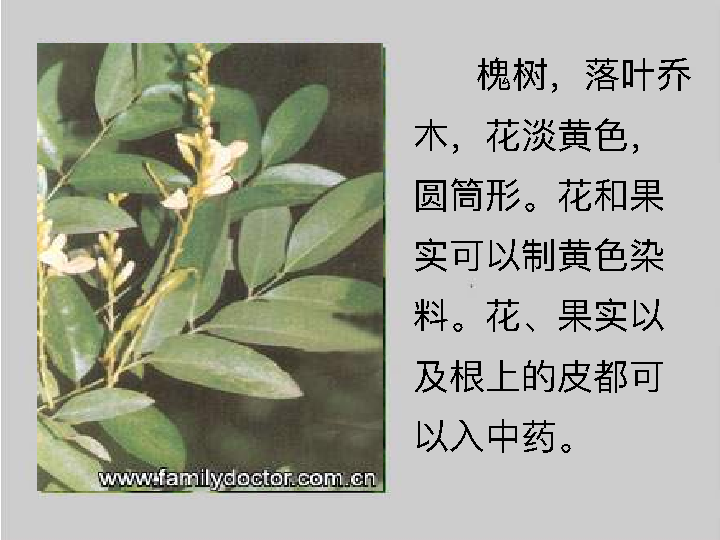 槐树，落叶乔
木，花淡黄色，
圆筒形。花和果
实可以制黄色染
料。花、果实以
及根上的皮都可
以入中药。
www.familydoctor.com.cn